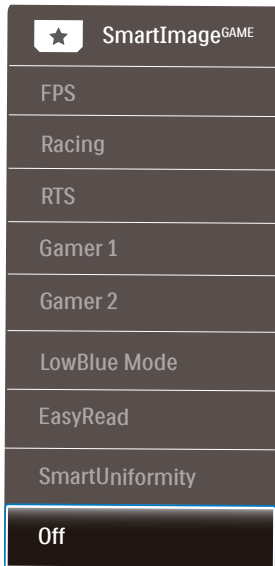 SmartImageGAME
FPS
Racing
RTS
Gamer 1
Gamer 2
LowBlue Mode
EasyRead
SmartUniformity
Off